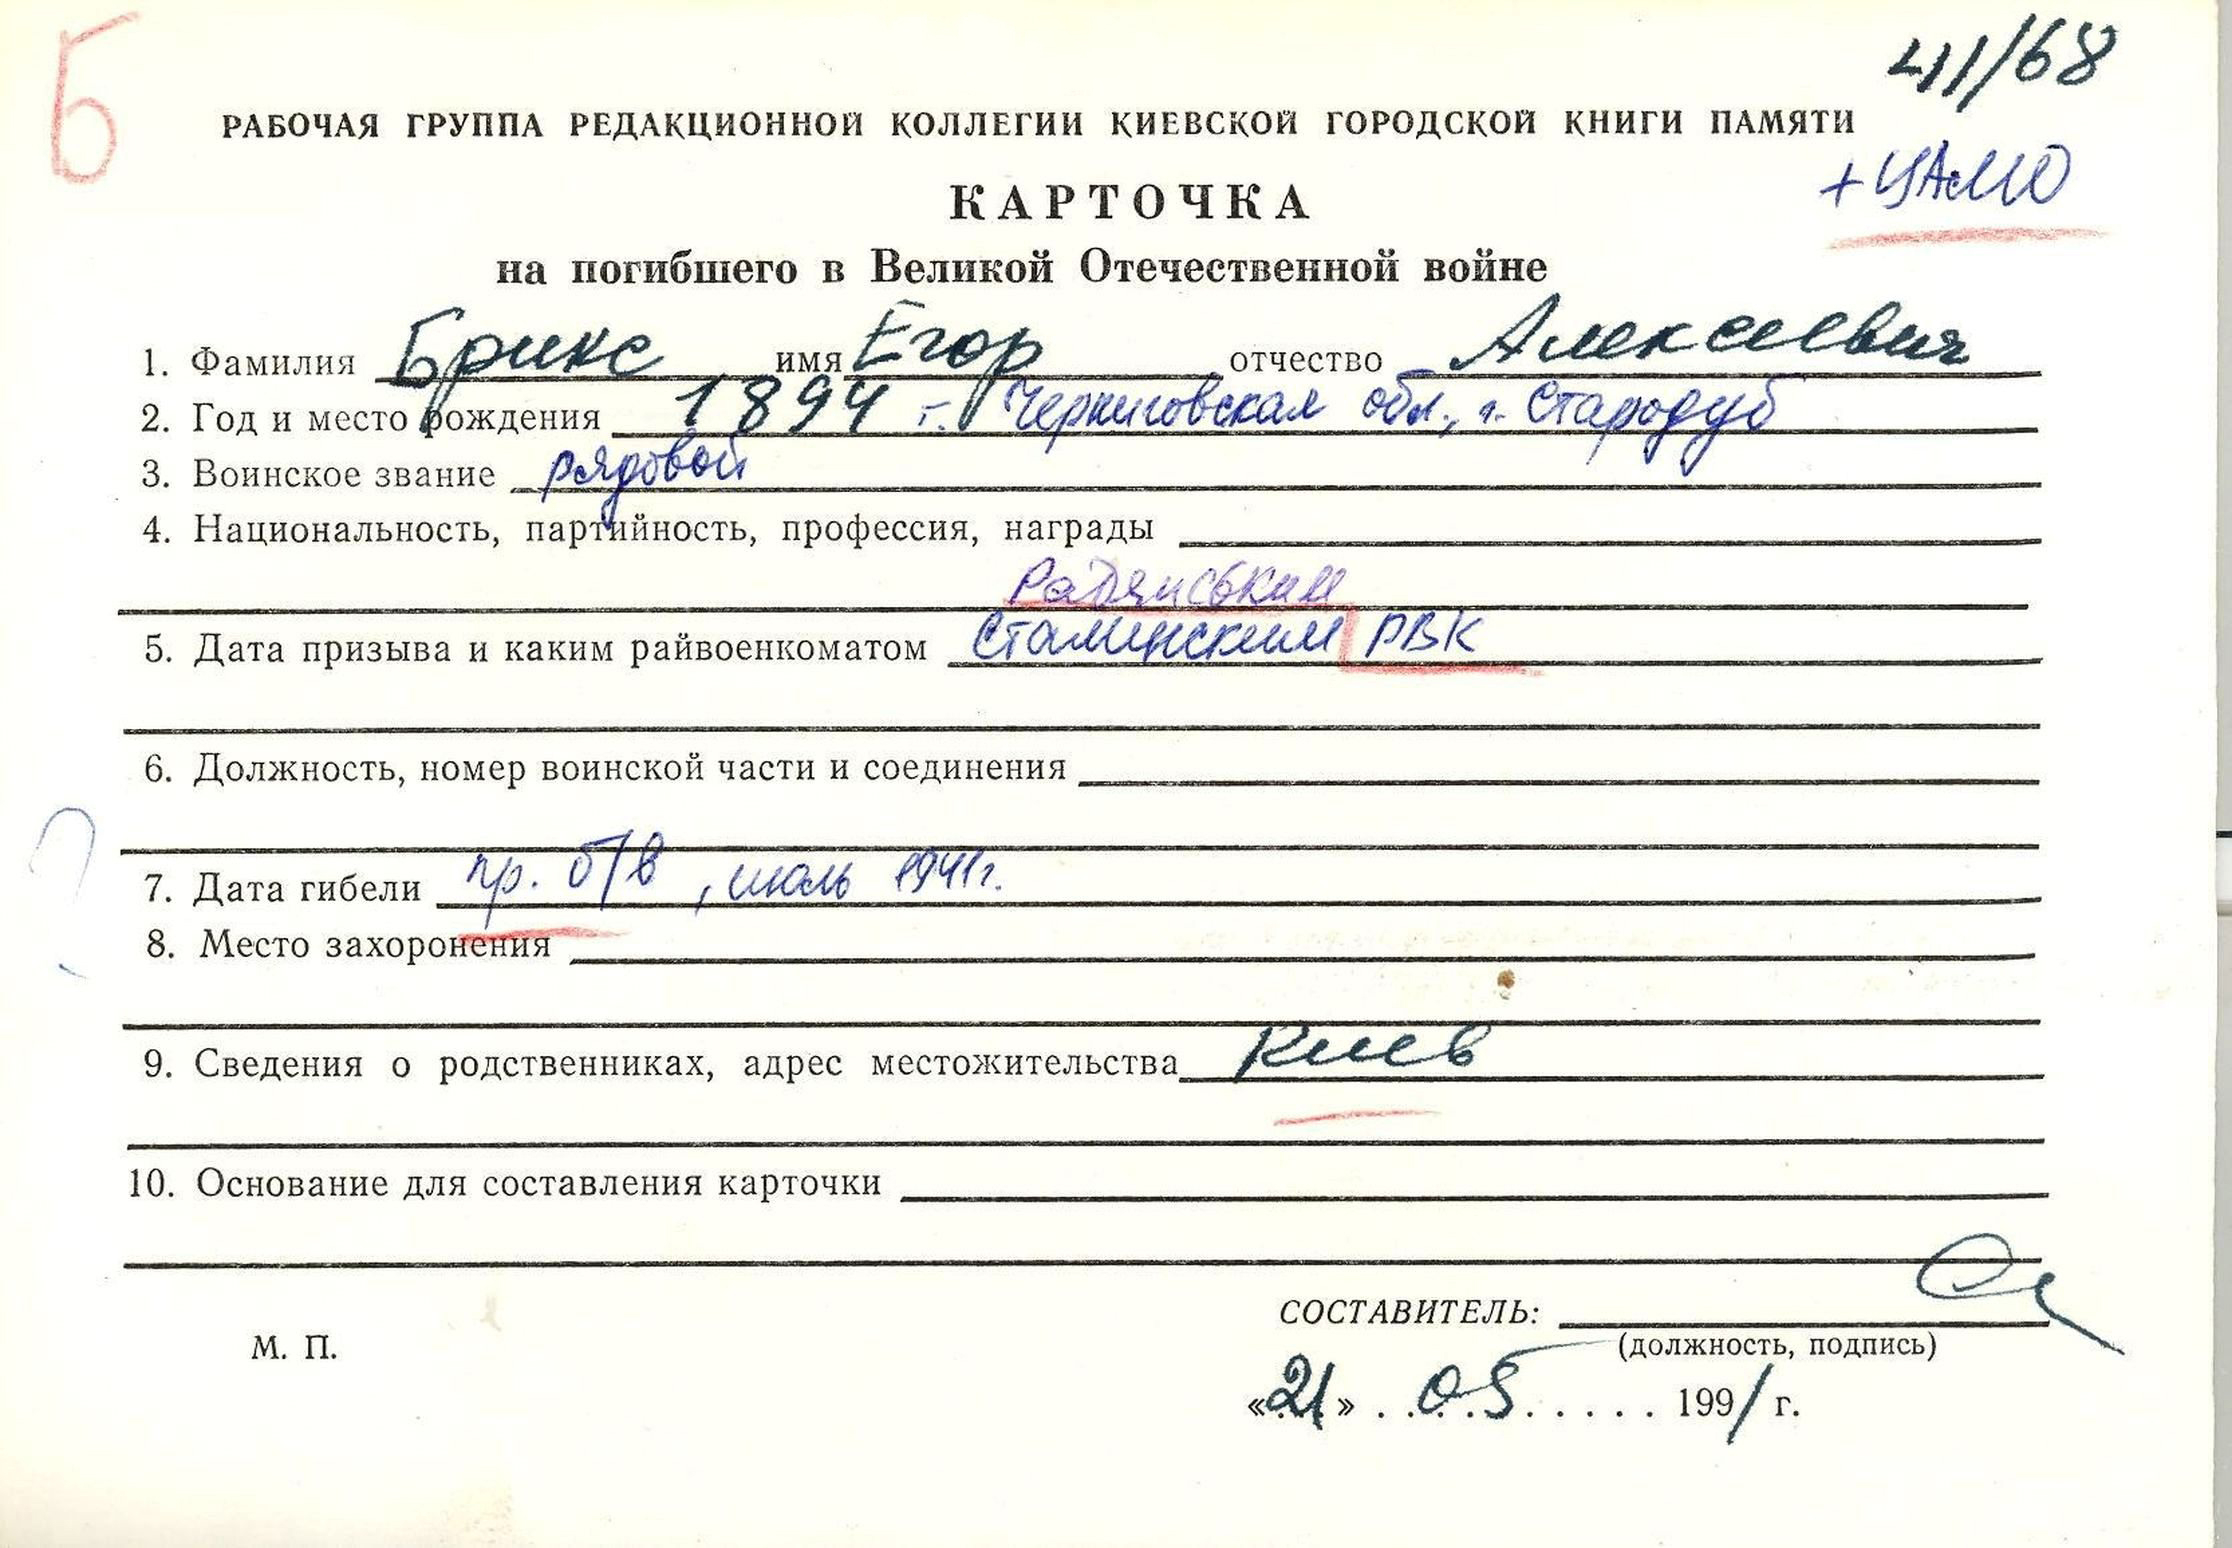 Б
41/68
РАБОЧАЯ ГРУППА РЕДАКЦИОННОЙ КОЛЛЕГИИ КИЕВСКОЙ ГОРОДСКОЙ КНИГИ ПАМЯТИ
+ ЦАМО
КАРТОЧКА
на погибшего в Великой Отечественной войне
1. Фамилия Брикс имя Егор отчество Алексеевич
2. Год и место рождения 1894 г. Черниговская обл., г. Стародуб
3. Воинское звание рядовой
4. Национальность, партийность, профессия, награды
Радянським
5. Дата призыва и каким райвоенкоматом Сталинским РВК
6. Должность, номер воинской части и соединения
7. Дата гибели пр. б/в, июль 1941г.
8. Место захоронения
9. Сведения о родственниках, адрес местожительства Киев
10. Основание для составления карточки
СОСТАВИТЕЛЬ:
М. П. (должность, подпись)
«21» . . 05 . . . . . 1991 г.